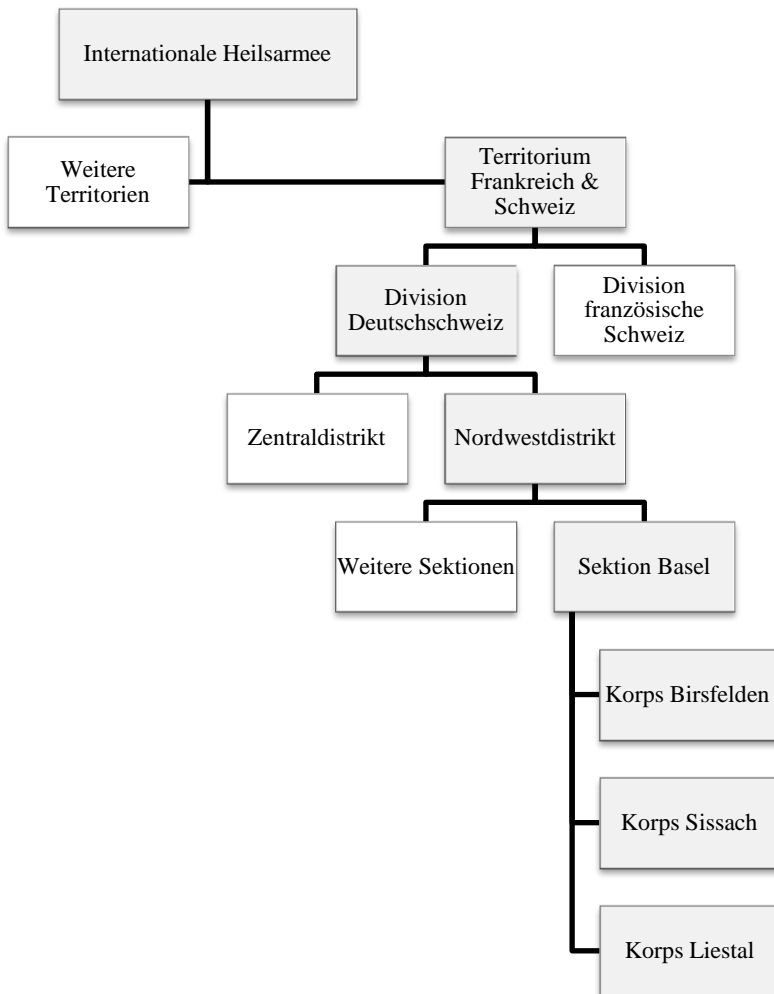 Internationale Heilsarmee
Weitere
Territorien
Territorium
Frankreich &
Schweiz
Division
Deutschschweiz
Division
französische
Schweiz
Zentraldistrikt
Nordwestdistrikt
Weitere Sektionen
Sektion Basel
Korps Birsfelden
Korps Sissach
Korps Liestal